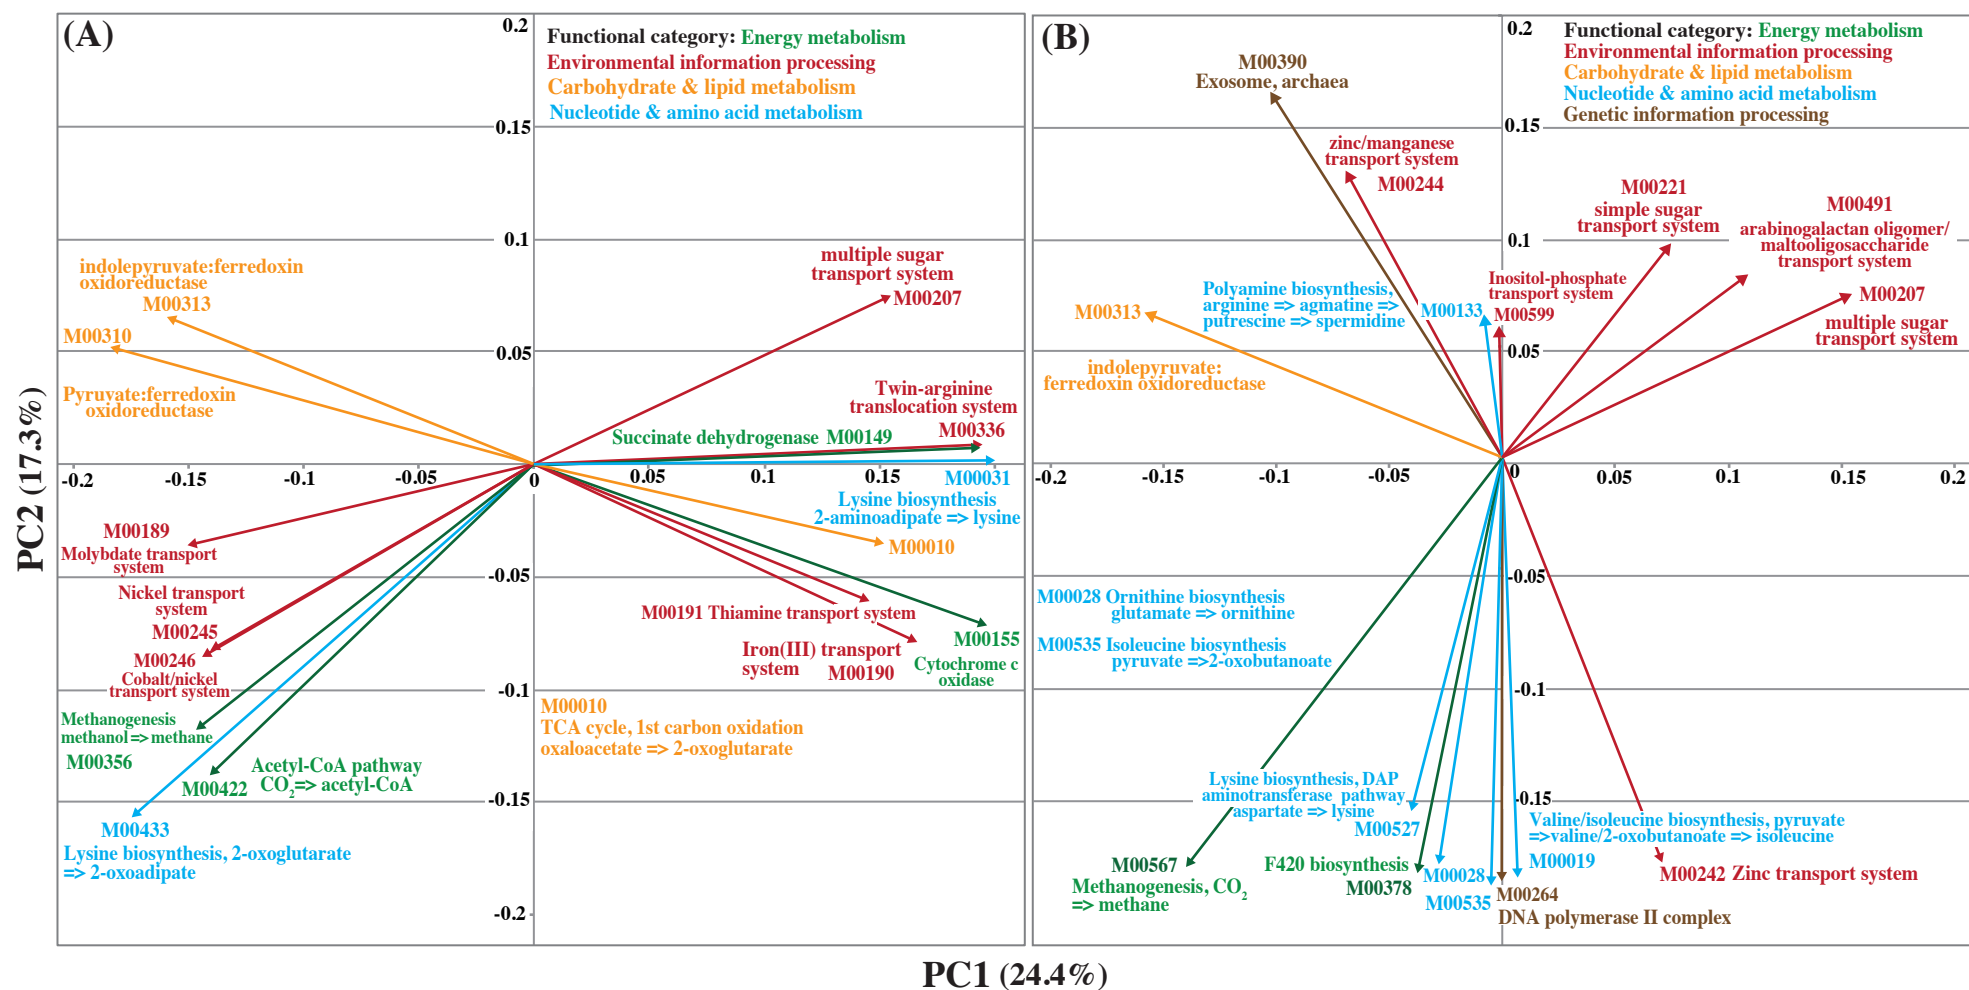 (A)
Functional category: Energy metabolism
Environmental information processing
Carbohydrate & lipid metabolism
Nucleotide & amino acid metabolism
0.2
0.15
0.1
0.05
0
-0.05
-0.1
-0.15
-0.2
-0.2
-0.15
-0.1
-0.05
0.05
0.1
0.15
indolepyruvate:ferredoxin
oxidoreductase
M00313
M00310
Pyruvate:ferredoxin
oxidoreductase
multiple sugar
transport system
M00207
Twin-arginine
translocation system
M00336
Succinate dehydrogenase M00149
M00031
Lysine biosynthesis
2-aminoadipate => lysine
M00010
M00189
Molybdate transport
system
Nickel transport
system
M00245
M00246
Cobalt/nickel
transport system
Methanogenesis
methanol => methane
M00356
M00422
Acetyl-CoA pathway
CO2=> acetyl-CoA
M00433
Lysine biosynthesis, 2-oxoglutarate
=> 2-oxoadipate
M00191 Thiamine transport system
Iron(III) transport
system M00190
M00155
Cytochrome c
oxidase
M00010
TCA cycle, 1st carbon oxidation
oxaloacetate => 2-oxoglutarate
(B)
Functional category: Energy metabolism
Environmental information processing
Carbohydrate & lipid metabolism
Nucleotide & amino acid metabolism
Genetic information processing
0.2
0.15
0.1
0.05
0
-0.05
-0.1
-0.15
-0.2
-0.15
-0.1
-0.05
0.05
0.1
0.15
0.2
M00390
Exosome, archaea
zinc/manganese
transport system
M00244
M00221
simple sugar
transport system
M00491
arabinogalactan oligomer/
maltooligosaccharide
transport system
M00207
multiple sugar
transport system
Inositol-phosphate
transport system
M00599
Polyamine biosynthesis,
arginine => agmatine =>
putrescine => spermidine
M00133
M00313
indolepyruvate:
ferredoxin oxidoreductase
M00028 Ornithine biosynthesis
glutamate => ornithine
M00535 Isoleucine biosynthesis
pyruvate =>2-oxobutanoate
Lysine biosynthesis, DAP
aminotransferase pathway
aspartate => lysine
M00527
M00567
Methanogenesis, CO2
=> methane
F420 biosynthesis
M00378
M00028
M00535
M00264
DNA polymerase II complex
Valine/isoleucine biosynthesis, pyruvate
=>valine/2-oxobutanoate => isoleucine
M00019
M00242 Zinc transport system
PC2 (17.3%)
PC1 (24.4%)